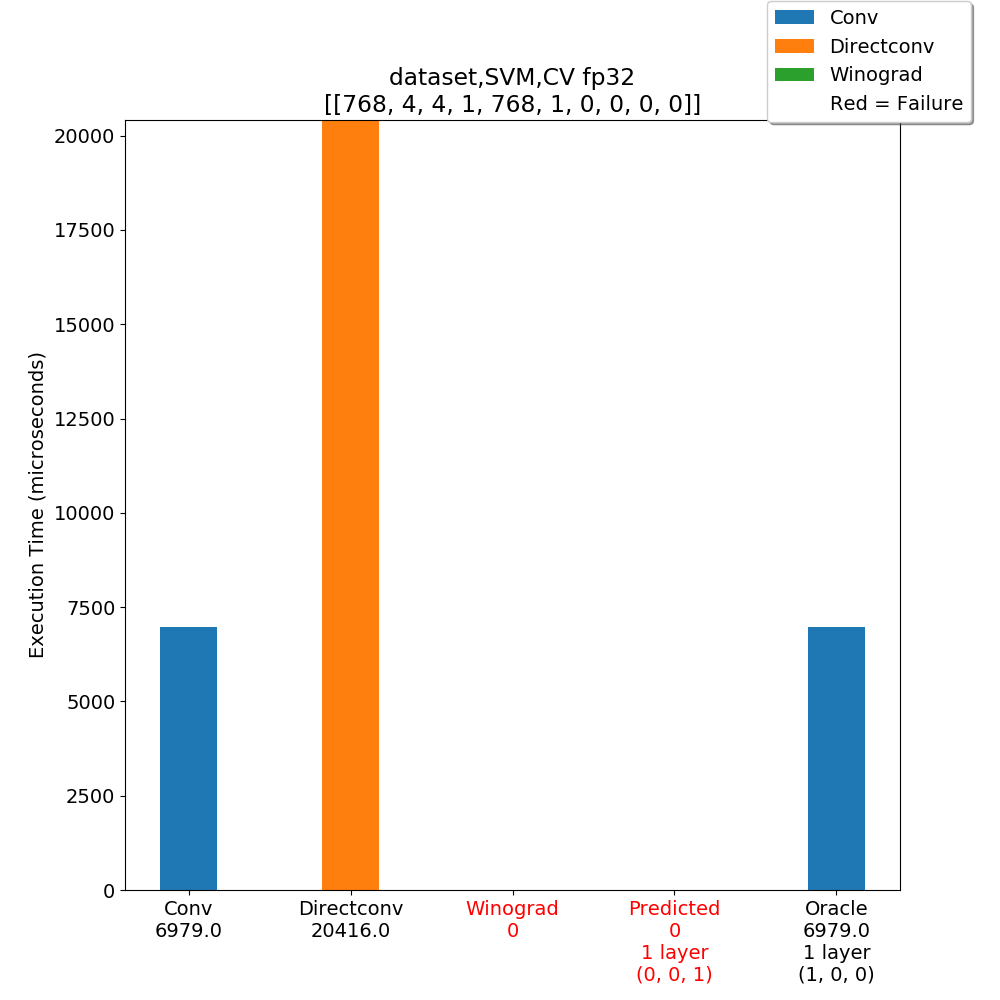 Conv
Directconv
Winograd
Red = Failure
dataset,SVM,CV fp32
[[768, 4, 4, 1, 768, 1, 0, 0, 0, 0]]
Execution Time (microseconds)
20000
17500
15000
12500
10000
7500
5000
2500
0
Conv
6979.0
Directconv
20416.0
Winograd
0
Predicted
0
1 layer
(0, 0, 1)
Oracle
6979.0
1 layer
(1, 0, 0)